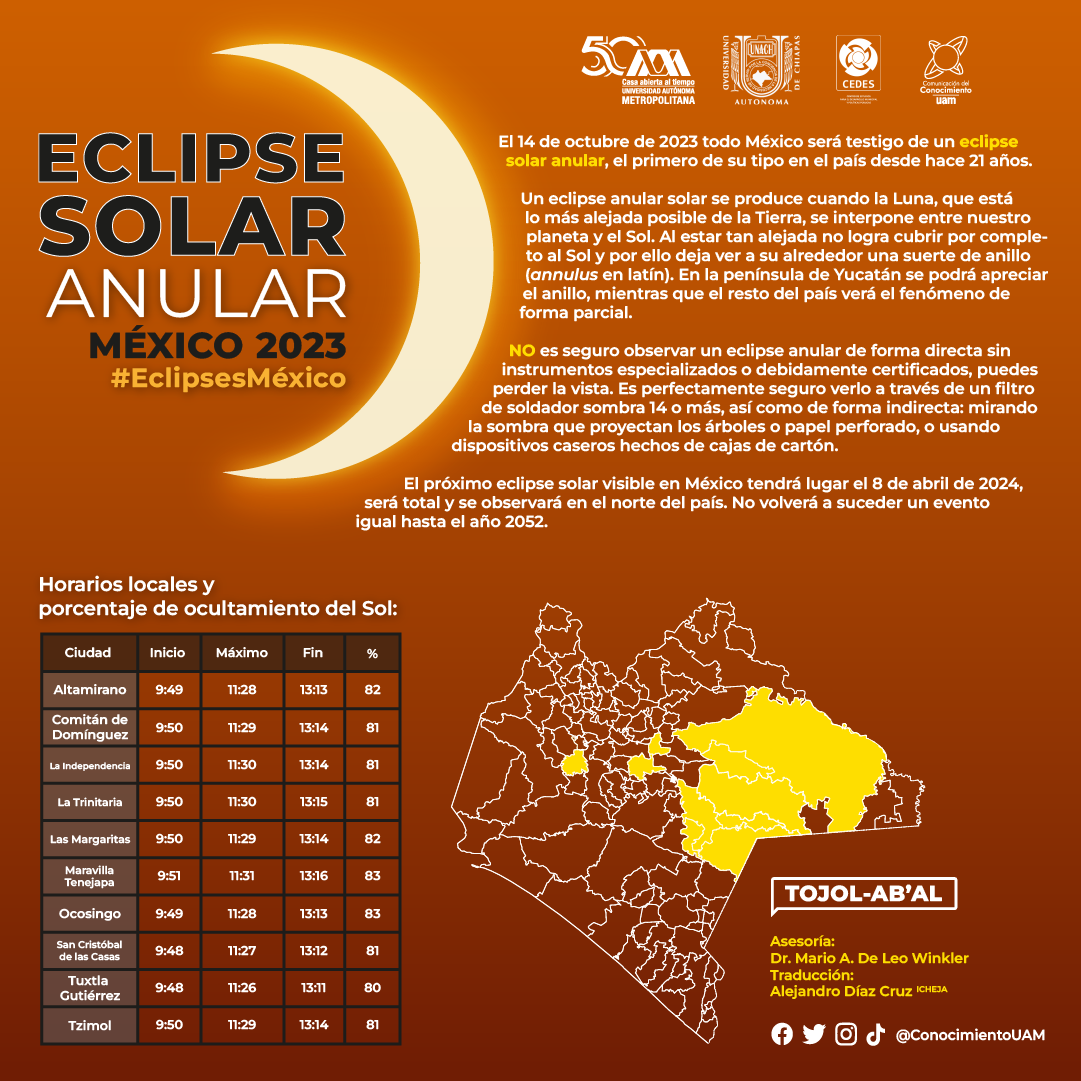 50 años
Casa abierta al tiempo
UNIVERSIDAD AUTÓNOMA
METROPOLITANA
UNIVERSIDAD
UNACH
DE CHIAPAS
AUTONOMA
CEDES
Comunicación del
Conocimiento
uam
ECLIPSE
SOLAR
ANULAR
MÉXICO 2023
#EclipsesMéxico
El 14 de octubre de 2023 todo México será testigo de un eclipse
solar anular, el primero de su tipo en el país desde hace 21 años.
Un eclipse anular solar se produce cuando la Luna, que está
lo más alejada posible de la Tierra, se interpone entre nuestro
planeta y el Sol. Al estar tan alejada no logra cubrir por comple-
to al Sol y por ello deja ver a su alrededor una suerte de anillo
(annulus en latín). En la península de Yucatán se podrá apreciar
el anillo, mientras que el resto del país verá el fenómeno de
forma parcial.
NO es seguro observar un eclipse anular de forma directa sin
instrumentos especializados o debidamente certificados, puedes
perder la vista. Es perfectamente seguro verlo a través de un filtro
de soldador sombra 14 o más, así como de forma indirecta: mirando
la sombra que proyectan los árboles o papel perforado, o usando
dispositivos caseros hechos de cajas de cartón.
El próximo eclipse solar visible en México tendrá lugar el 8 de abril de 2024,
será total y se observará en el norte del país. No volverá a suceder un evento
igual hasta el año 2052.
Horarios locales y
porcentaje de ocultamiento del Sol:
Ciudad Inicio Máximo Fin %
Altamirano 9:49 11:28 13:13 82
Comitán de
Domínguez 9:50 11:29 13:14 81
La Independencia 9:50 11:30 13:14 81
La Trinitaria 9:50 11:30 13:15 81
Las Margaritas 9:50 11:29 13:14 82
Maravilla
Tenejapa 9:51 11:31 13:16 83
Ocosingo 9:49 11:28 13:13 83
San Cristóbal
de las Casas 9:48 11:27 13:12 81
Tuxtla
Gutiérrez 9:48 11:26 13:11 80
Tzimol 9:50 11:29 13:14 81
TOJOL-AB'AL
Asesoría:
Dr. Mario A. De Leo Winkler
Traducción:
Alejandro Díaz Cruz ICHEJA
@ConocimientoUAM